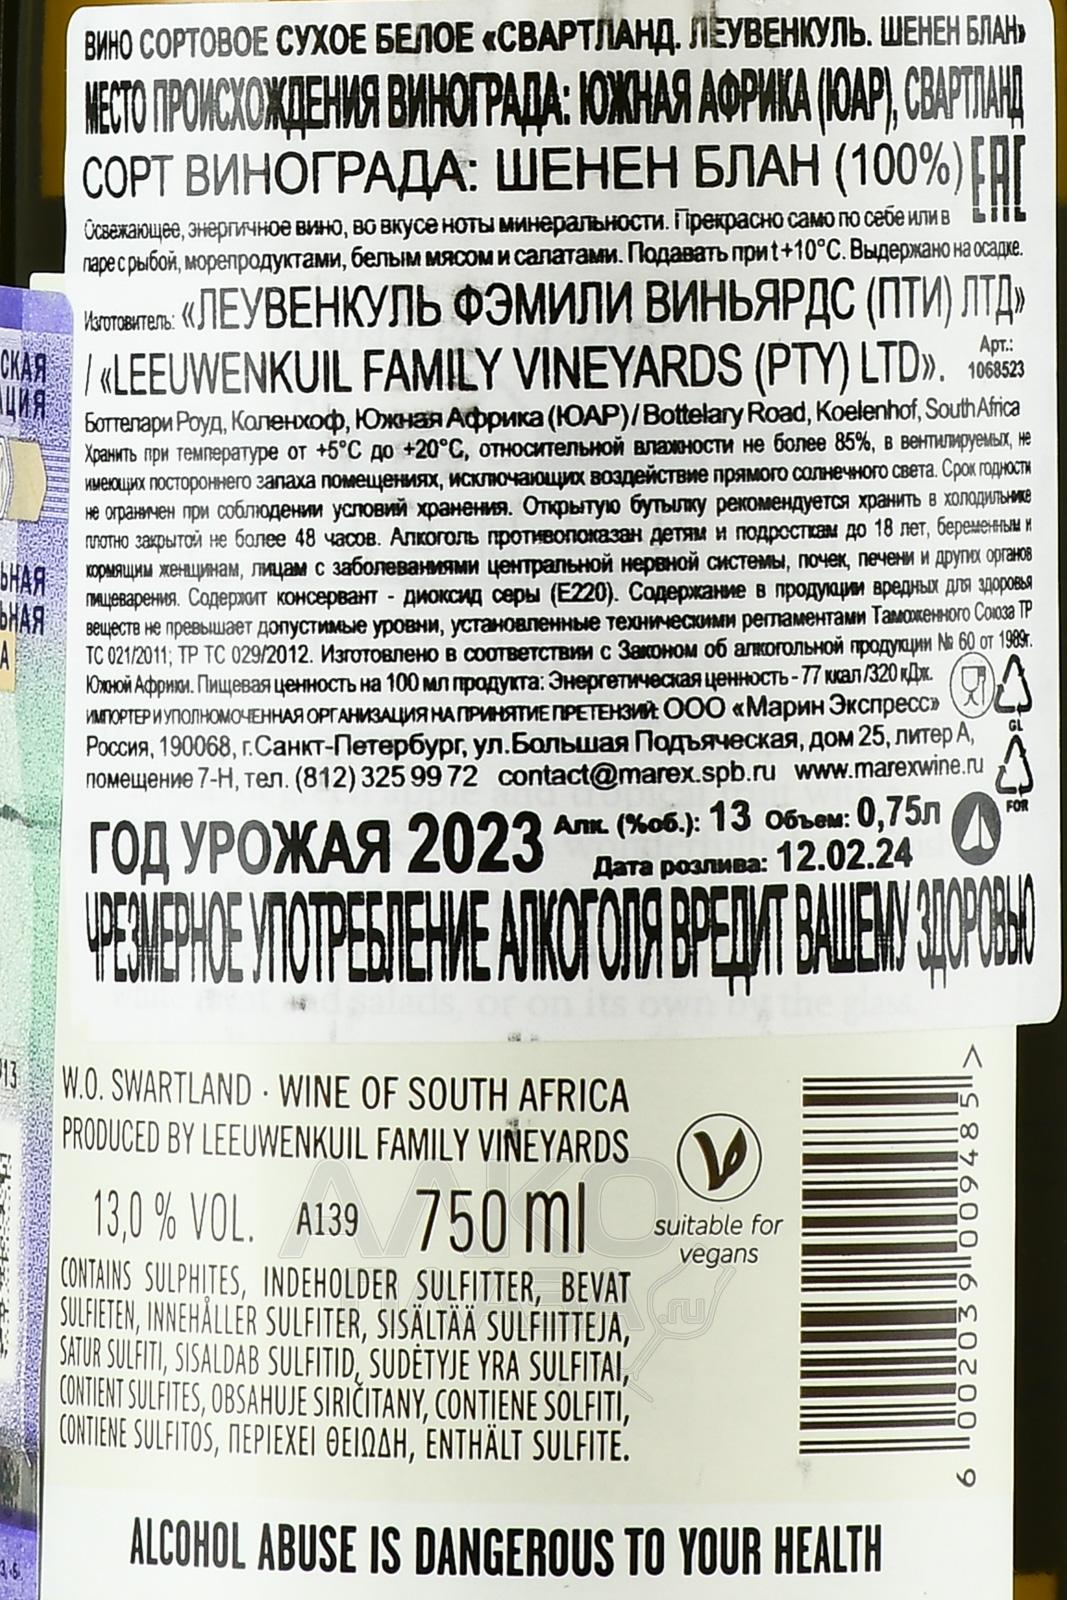 ВИНО СОРТОВОЕ СУХОЕ БЕЛОЕ «СВАРТЛАНД. ЛЕУВЕНКУЛЬ. ШЕНЕН БЛАН»
МЕСТО ПРОИСХОЖДЕНИЯ ВИНОГРАДА: ЮЖНАЯ АФРИКА (ЮАР), СВАРТЛАНД
СОРТ ВИНОГРАДА: ШЕНЕН БЛАН (100%) EAC
Освежающее, энергичное вино, во вкусе ноты минеральности. Прекрасно само по себе или в
паре с рыбой, морепродуктами, белым мясом и салатами. Подавать при t +10°С. Выдержано на осадке.
Изготовитель: «ЛЕУВЕНКУЛЬ ФЭМИЛИ ВИНЬЯРДС (ПТИ) ЛТД»
/ «LEEUWENKUIL FAMILY VINEYARDS (PTY) LTD». Арт.: 1068523
Боттелари Роуд, Коленхоф, Южная Африка (ЮАР) / Bottelary Road, Koelenhof, South Africa
Хранить при температуре от +5°С до +20°С, относительной влажности не более 85%, в вентилируемых, не
имеющих постороннего запаха помещениях, исключающих воздействие прямого солнечного света. Срок годности
не ограничен при соблюдении условий хранения. Открытую бутылку рекомендуется хранить в холодильнике
плотно закрытой не более 48 часов. Алкоголь противопоказан детям и подросткам до 18 лет, беременным и
кормящим женщинам, лицам с заболеваниями центральной нервной системы, почек, печени и других органов
пищеварения. Содержит консервант - диоксид серы (Е220). Содержание в продукции вредных для здоровья
веществ не превышает допустимые уровни, установленные техническими регламентами Таможенного Союза ТР
ТС 021/2011; ТР ТС 029/2012. Изготовлено в соответствии с Законом об алкогольной продукции № 60 от 1989г.
Южной Африки. Пищевая ценность на 100 мл продукта: Энергетическая ценность - 77 ккал /320 кДж.
ИМПОРТЕР И УПОЛНОМОЧЕННАЯ ОРГАНИЗАЦИЯ НА ПРИНЯТИЕ ПРЕТЕНЗИЙ: ООО «Марин Экспресс»
Россия, 190068, г.Санкт-Петербург, ул.Большая Подъяческая, дом 25, литер А,
помещение 7-Н, тел. (812) 325 99 72 contact@marex.spb.ru www.marexwine.ru
GL
FOR
ГОД УРОЖАЯ 2023 Алк. (%об.): 13 Объем: 0,75л
Дата розлива: 12.02.24
ЧРЕЗМЕРНОЕ УПОТРЕБЛЕНИЕ АЛКОГОЛЯ ВРЕДИТ ВАШЕМУ ЗДОРОВЬЮ
W.O. SWARTLAND · WINE OF SOUTH AFRICA
PRODUCED BY LEEUWENKUIL FAMILY VINEYARDS
13,0 % VOL. A139 750 ml
suitable for
vegans
CONTAINS SULPHITES, INDEHOLDER SULFITTER, BEVAT
SULFIETEN, INNEHÅLLER SULFITER, SISÄLTÄÄ SULFIITTEJA,
SATUR SULFITI, SISALDAB SULFITID, SUDĖTYJE YRA SULFITAI,
CONTIENT SULFITES, OBSAHUJE SIRIČITANY, CONTIENE SOLFITI,
CONTIENE SULFITOS, ΠΕΡΙΕΧΕΙ ΘΕΙΩΔΗ, ENTHÄLT SULFITE.
6 002039 009485 >
ALCOHOL ABUSE IS DANGEROUS TO YOUR HEALTH